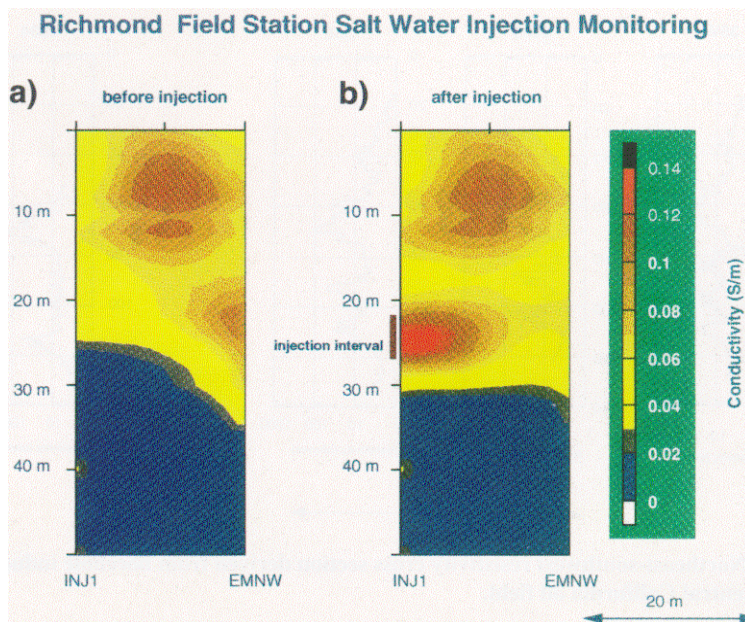 Richmond Field Station Salt Water Injection Monitoring
a)
before injection
10 m
20 m
30 m
40 m
INJ1
EMNW
b)
after injection
10 m
20 m
injection interval
30 m
40 m
INJ1
EMNW
0.14
0.12
0.1
0.08
0.06
0.04
0.02
0
Conductivity (S/m)
20 m